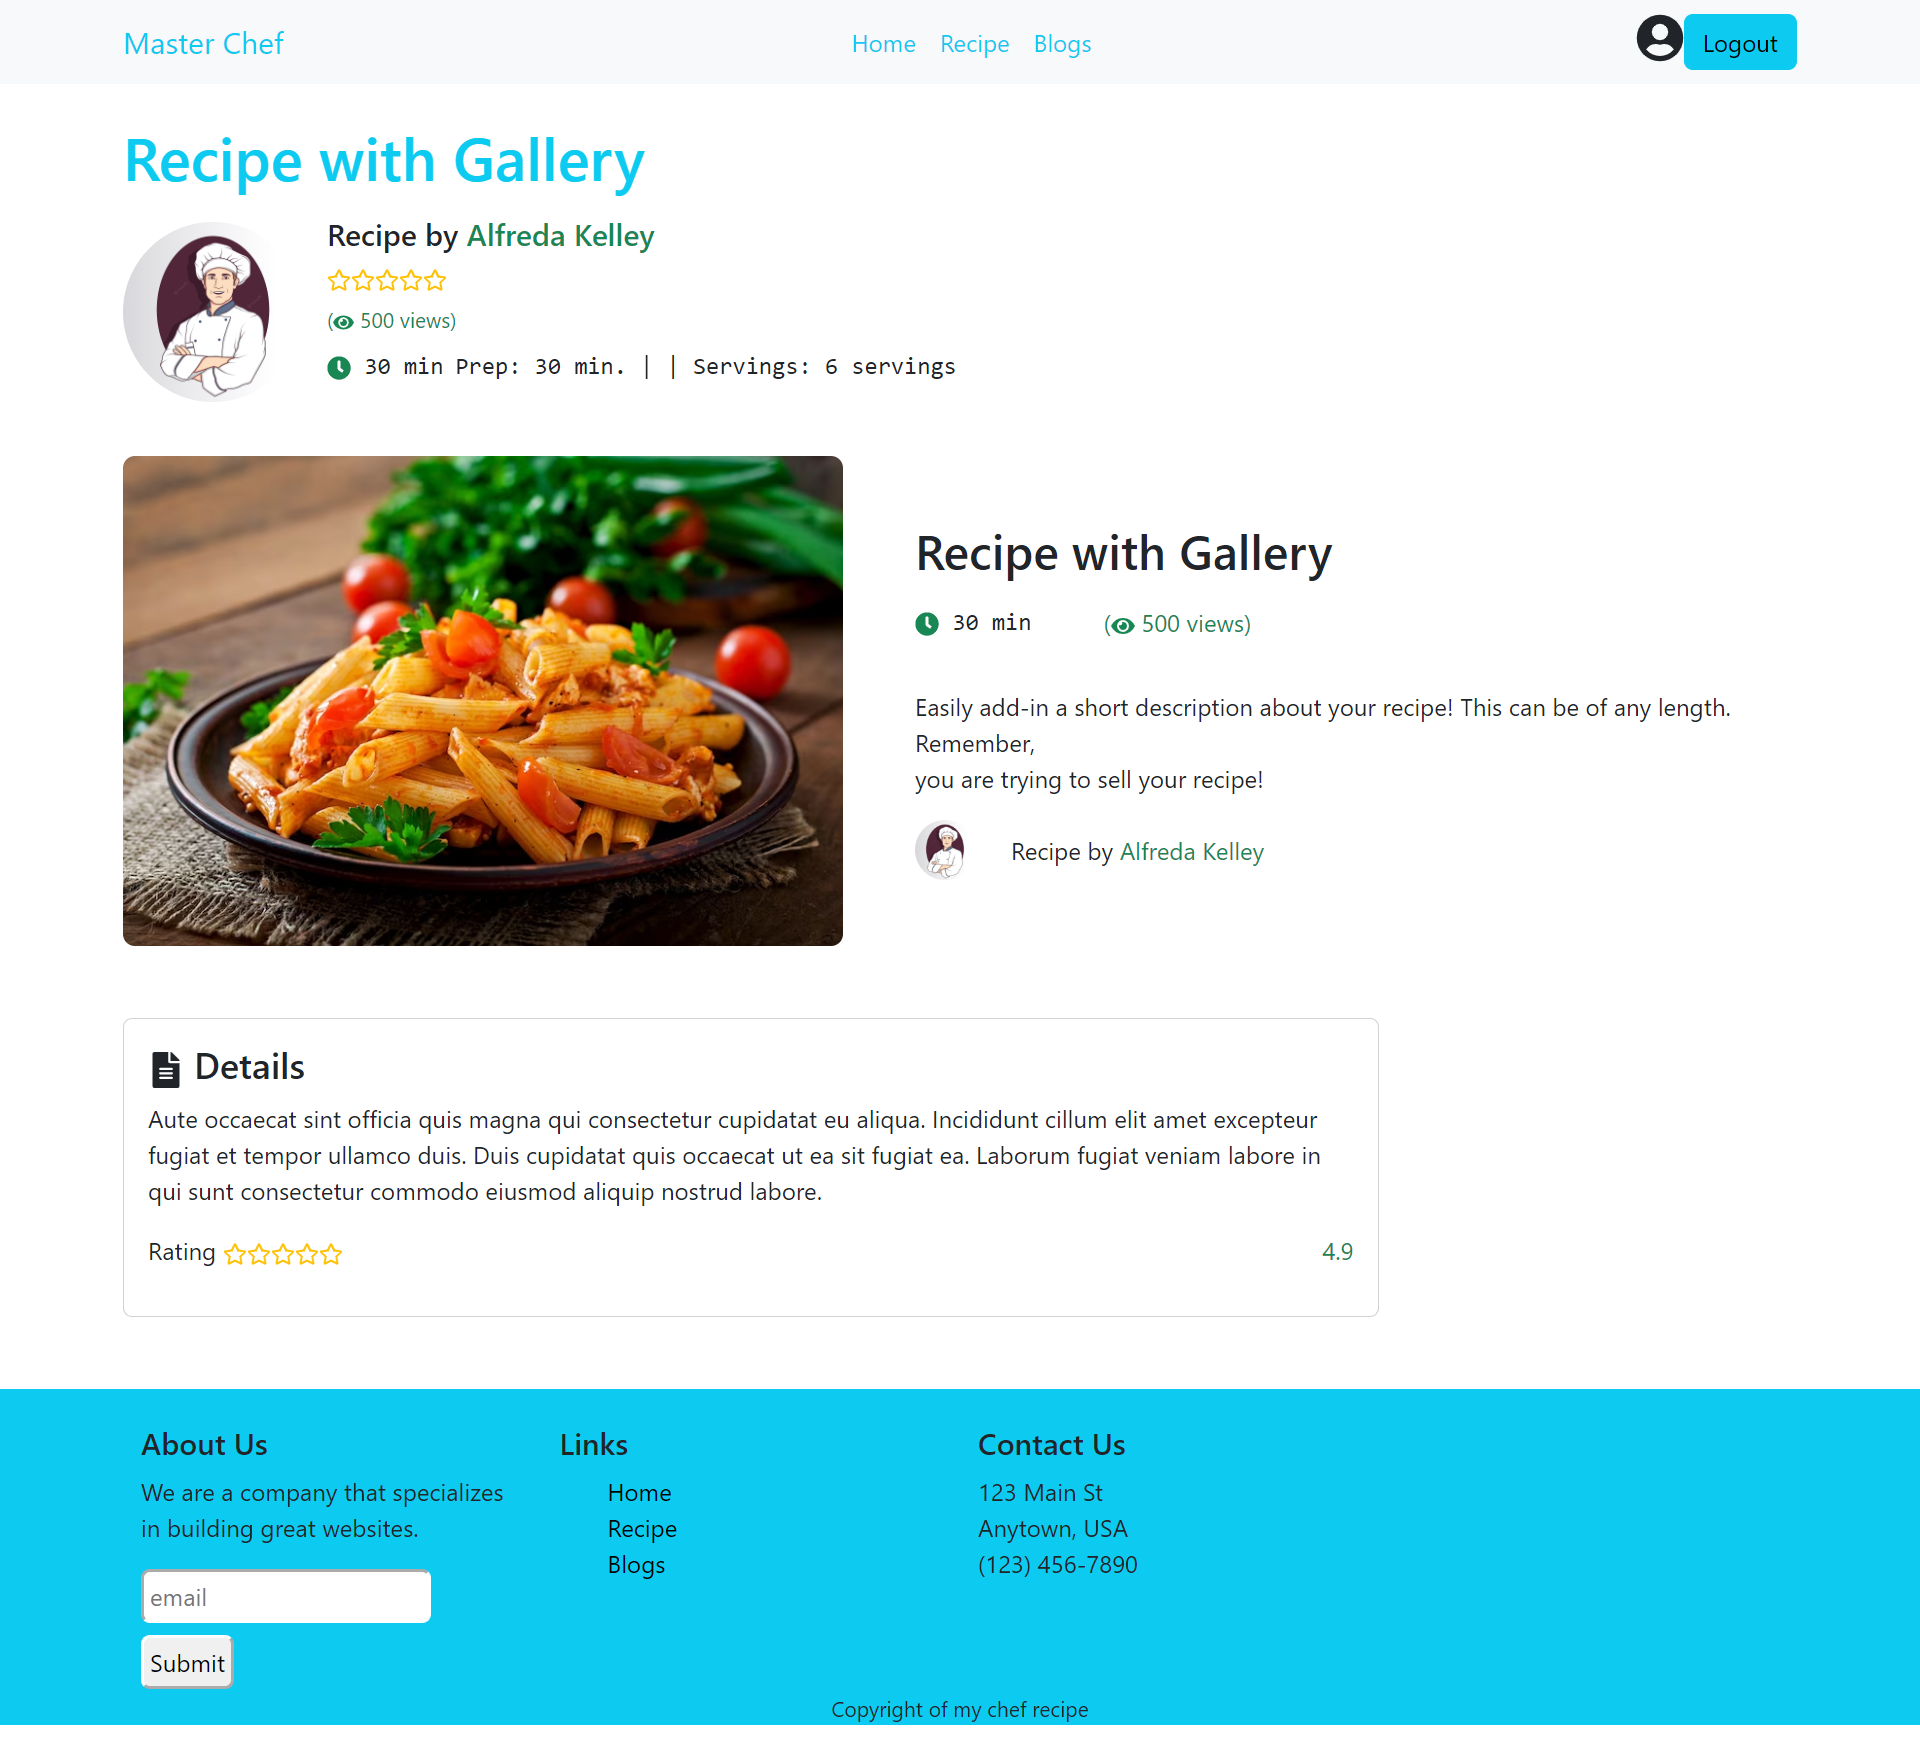 Master Chef
Home Recipe Blogs
Logout
Recipe with Gallery
Recipe by Alfreda Kelley
( 500 views)
30 min Prep: 30 min. | | Servings: 6 servings
Recipe with Gallery
30 min ( 500 views)
Easily add-in a short description about your recipe! This can be of any length.
Remember,
you are trying to sell your recipe!
Recipe by Alfreda Kelley
Details
Aute occaecat sint officia quis magna qui consectetur cupidatat eu aliqua. Incididunt cillum elit amet excepteur
fugiat et tempor ullamco duis. Duis cupidatat quis occaecat ut ea sit fugiat ea. Laborum fugiat veniam labore in
qui sunt consectetur commodo eiusmod aliquip nostrud labore.
Rating 4.9
About Us
We are a company that specializes
in building great websites.
email
Submit
Links
Home
Recipe
Blogs
Contact Us
123 Main St
Anytown, USA
(123) 456-7890
Copyright of my chef recipe